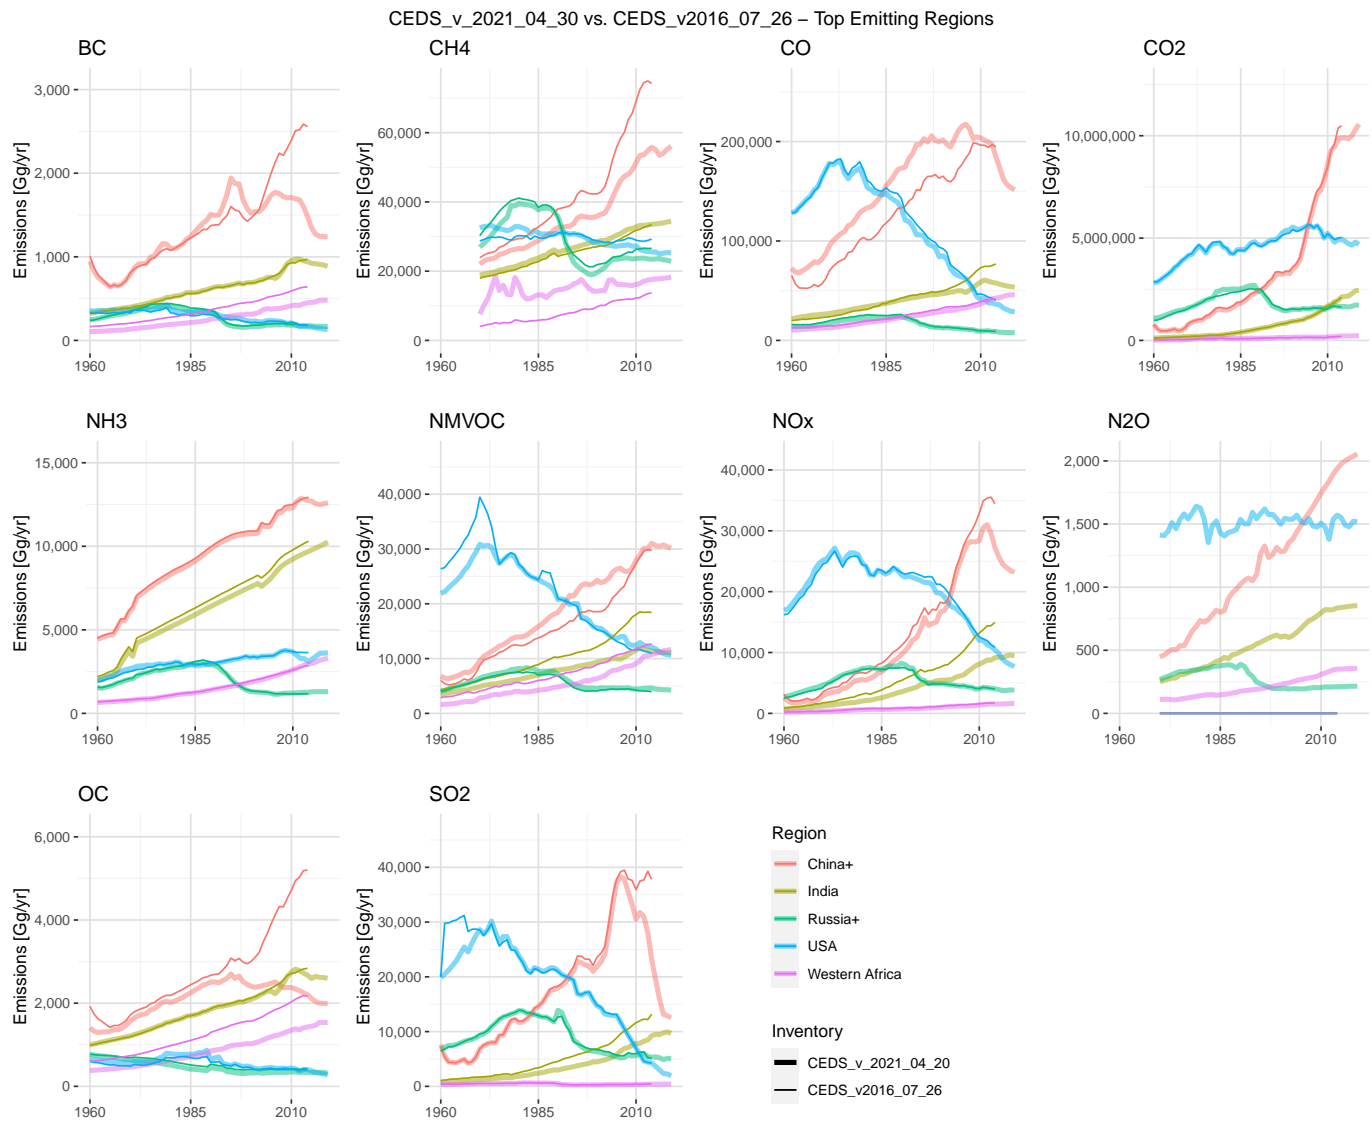 CEDS_v_2021_04_30 vs. CEDS_v2016_07_26 – Top Emitting Regions
BC
CH4
CO
CO2
Emissions [Gg/yr]
3,000
2,000
1,000
0
1960
1985
2010
Emissions [Gg/yr]
60,000
40,000
20,000
0
1960
1985
2010
Emissions [Gg/yr]
200,000
100,000
0
1960
1985
2010
Emissions [Gg/yr]
10,000,000
5,000,000
0
1960
1985
2010
NH3
NMVOC
NOx
N2O
Emissions [Gg/yr]
15,000
10,000
5,000
0
1960
1985
2010
Emissions [Gg/yr]
40,000
30,000
20,000
10,000
0
1960
1985
2010
Emissions [Gg/yr]
40,000
30,000
20,000
10,000
0
1960
1985
2010
Emissions [Gg/yr]
2,000
1,500
1,000
500
0
1960
1985
2010
OC
SO2
Emissions [Gg/yr]
6,000
4,000
2,000
0
1960
1985
2010
Emissions [Gg/yr]
40,000
30,000
20,000
10,000
0
1960
1985
2010
Region
China+
India
Russia+
USA
Western Africa
Inventory
CEDS_v_2021_04_20
CEDS_v2016_07_26